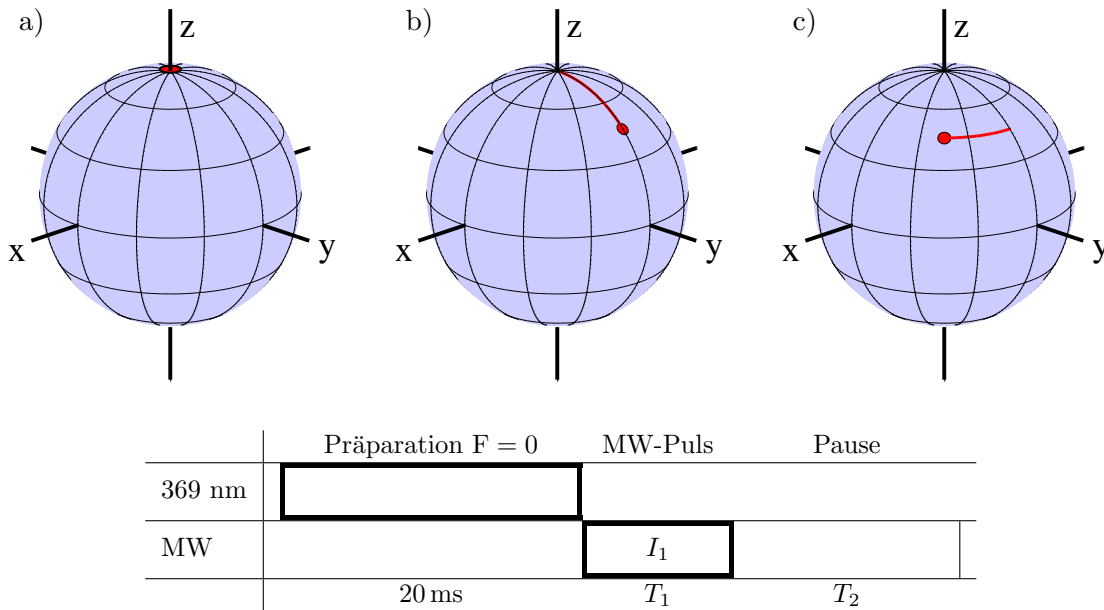 a) b) c)
z z z
x y x y x y
Präparation F = 0 MW-Puls Pause
369 nm
MW I₁
20 ms T₁ T₂